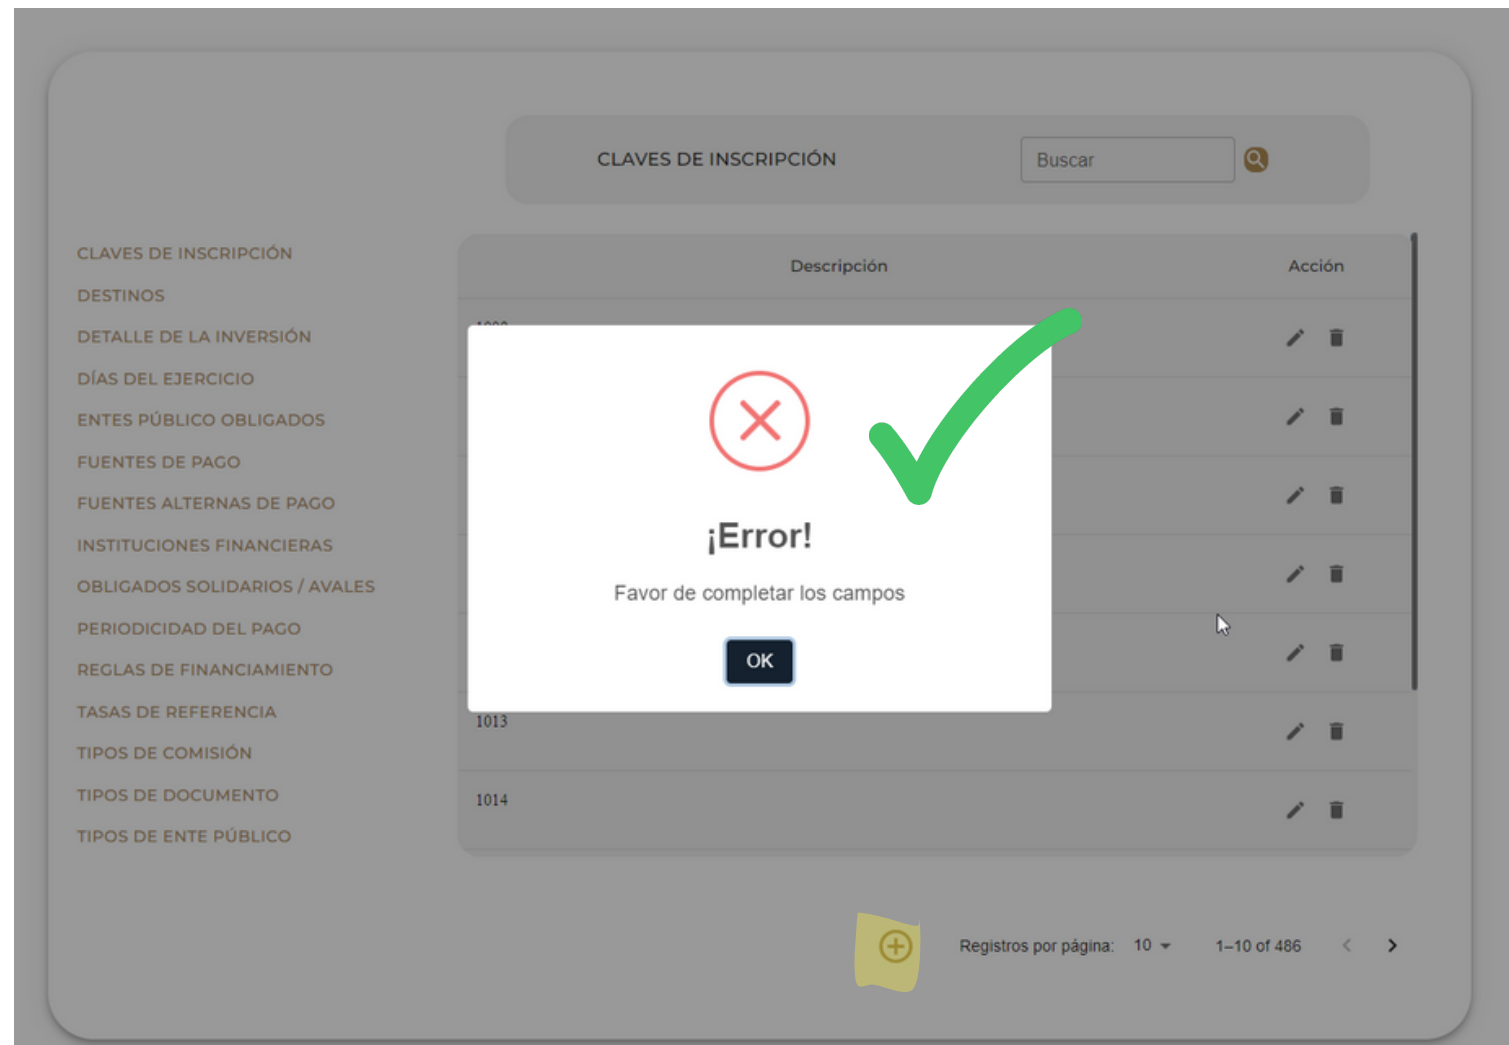 CLAVES DE INSCRIPCIÓN
Buscar
CLAVES DE INSCRIPCIÓN
DESTINOS
DETALLE DE LA INVERSIÓN
DÍAS DEL EJERCICIO
ENTES PÚBLICO OBLIGADOS
FUENTES DE PAGO
FUENTES ALTERNAS DE PAGO
INSTITUCIONES FINANCIERAS
OBLIGADOS SOLIDARIOS / AVALES
PERIODICIDAD DEL PAGO
REGLAS DE FINANCIAMIENTO
TASAS DE REFERENCIA
TIPOS DE COMISIÓN
TIPOS DE DOCUMENTO
TIPOS DE ENTE PÚBLICO
Descripción Acción
¡Error!
Favor de completar los campos
OK
1013
1014
Registros por página: 10 1–10 of 486